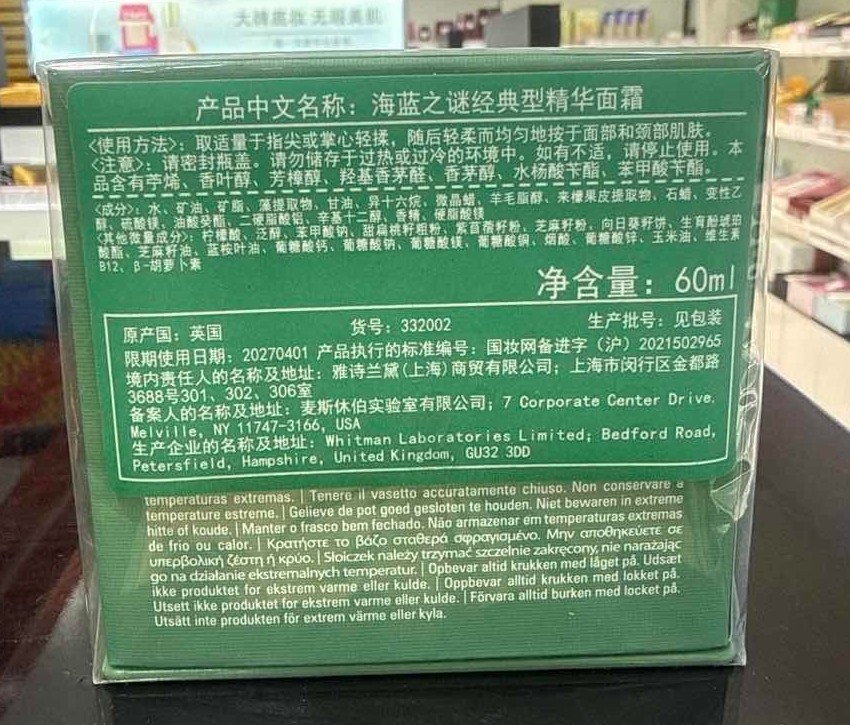 大牌底妆 无瑕美肌
产品中文名称：海蓝之谜经典型精华面霜
<使用方法>：取适量于指尖或掌心轻揉，随后轻柔而均匀地按于面部和颈部肌肤。
<注意>：请密封瓶盖。请勿储存于过热或过冷的环境中。如有不适，请停止使用。本
品含有苧烯、香叶醇、芳樟醇、羟基香茅醛、香茅醇、水杨酸苄酯、苯甲酸苄酯。
<成分>：水、矿油、矿脂、藻提取物、甘油、异十六烷、微晶蜡、羊毛脂醇、来檬果皮提取物、石蜡、变性乙
醇、硫酸镁、油酸癸酯、二硬脂酸铝、辛基十二醇、香精、硬脂酸镁
<其他微量成分>：柠檬酸、泛醇、苯甲酸钠、甜扁桃籽粗粉、紫苜蓿籽粉、芝麻籽粉、向日葵籽饼、生育酚琥珀
酸酯、芝麻籽油、蓝桉叶油、葡糖酸钙、葡糖酸钠、葡糖酸镁、葡糖酸铜、烟酸、葡糖酸锌、玉米油、维生素
B12、β-胡萝卜素
净含量：60ml
原产国：英国 货号：332002 生产批号：见包装
限期使用日期：20270401 产品执行的标准编号：国妆网备进字（沪）2021502965
境内责任人的名称及地址：雅诗兰黛(上海)商贸有限公司；上海市闵行区金都路
3688号301、302、306室
备案人的名称及地址：麦斯休伯实验室有限公司；7 Corporate Center Drive.
Melville, NY 11747-3166, USA
生产企业的名称及地址：Whitman Laboratories Limited; Bedford Road,
Petersfield, Hampshire, United Kingdom, GU32 3DD
temperaturas extremas. | Tenere il vasetto accuratamente chiuso. Non conservare a
temperature estreme. | Gelieve de pot goed gesloten te houden. Niet bewaren in extreme
hitte of koude. | Manter o frasco bem fechado. Não armazenar em temperaturas extremas
de frio ou calor. | Κρατήστε το βάζο σταθερά σφραγισμένο. Μην αποθηκεύετε σε
υπερβολική ζέστη ή κρύο. | Słoiczek należy trzymać szczelnie zakręcony, nie narażając
go na działanie ekstremalnych temperatur. | Opbevar altid krukken med låget på. Udsæt
ikke produktet for ekstrem varme eller kulde. | Oppbevar alltid krukken med lokket på.
Utsett ikke produktet for ekstrem varme eller kulde. | Förvara alltid burken med locket på.
Utsätt inte produkten för extrem värme eller kyla.